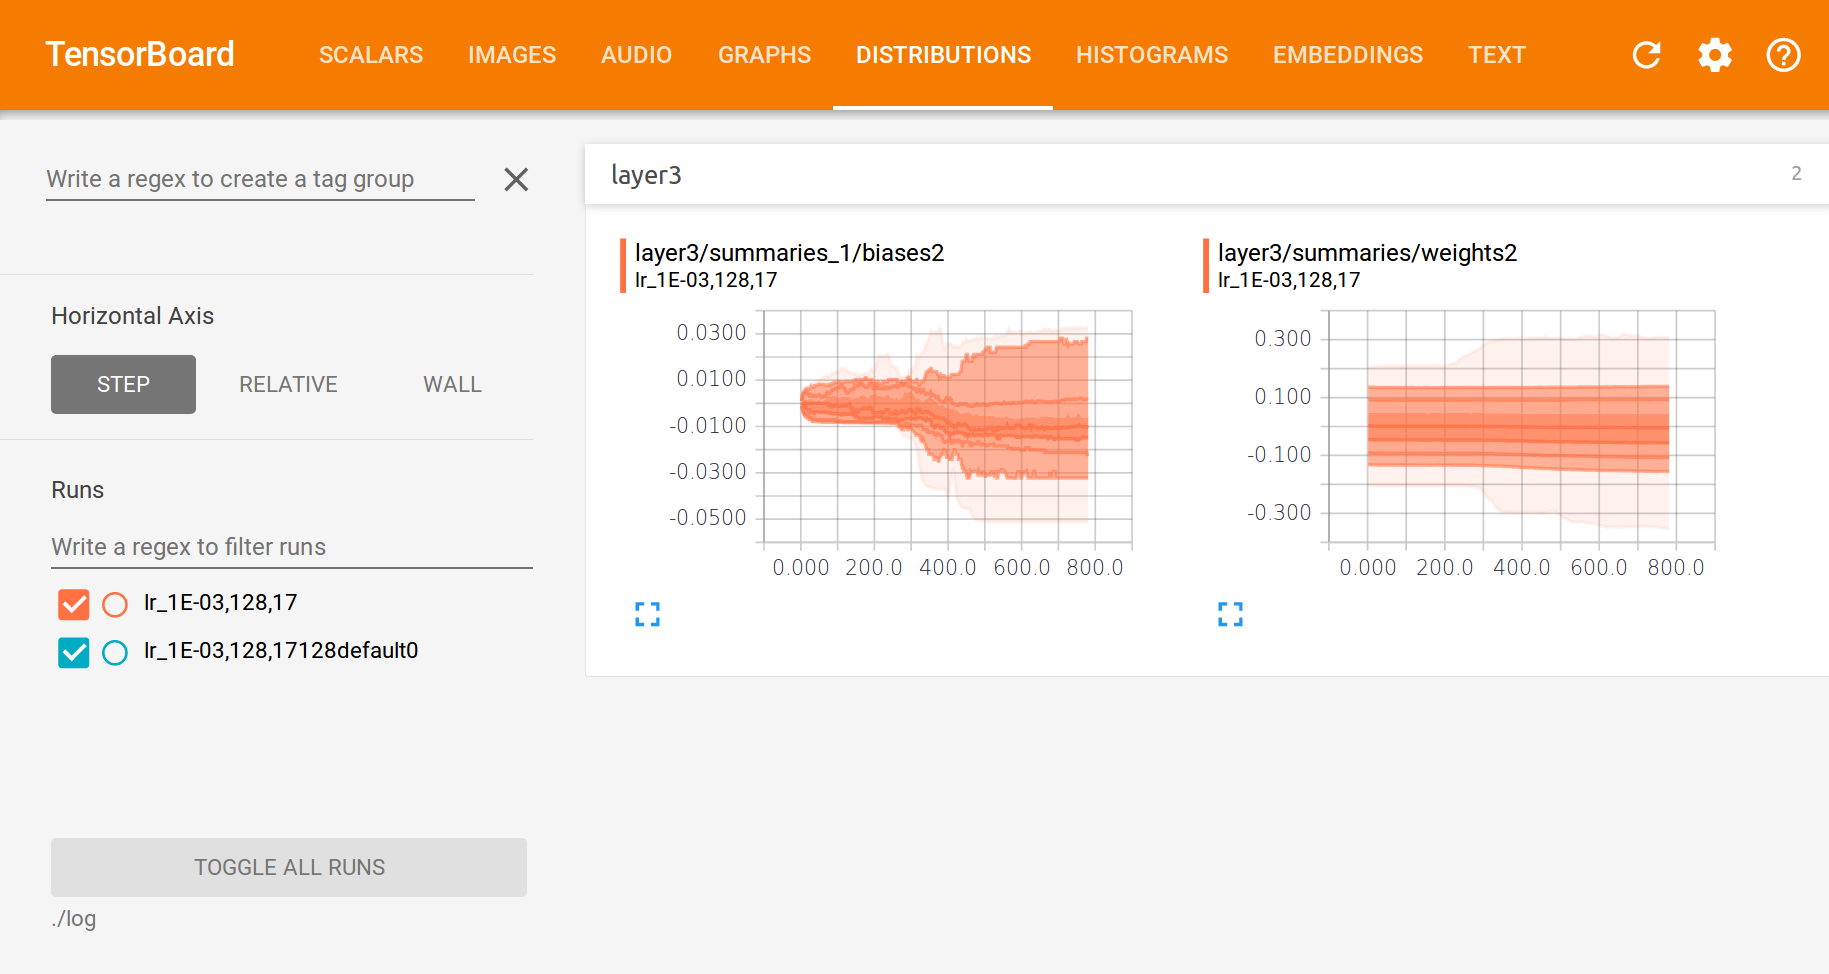 TensorBoard SCALARS IMAGES AUDIO GRAPHS DISTRIBUTIONS HISTOGRAMS EMBEDDINGS TEXT
Write a regex to create a tag group
Horizontal Axis
STEP RELATIVE WALL
Runs
Write a regex to filter runs
lr_1E-03,128,17
lr_1E-03,128,17128default0
TOGGLE ALL RUNS
./log
layer3 2
layer3/summaries_1/biases2
lr_1E-03,128,17
0.0300
0.0100
-0.0100
-0.0300
-0.0500
0.000 200.0 400.0 600.0 800.0
layer3/summaries/weights2
lr_1E-03,128,17
0.300
0.100
-0.100
-0.300
0.000 200.0 400.0 600.0 800.0